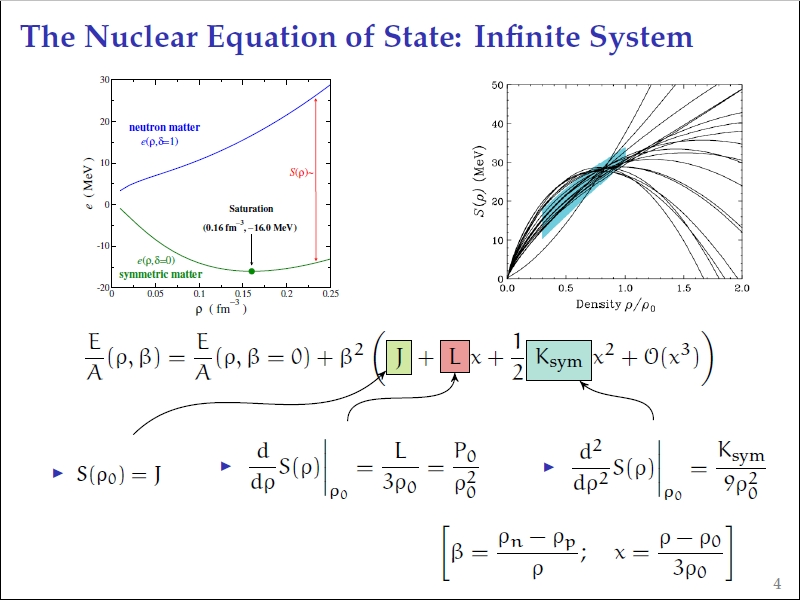 The Nuclear Equation of State: Infinite System
30
20
10
0
-10
-20
0 0.05 0.1 0.15 0.2 0.25
e ( MeV )
ρ ( fm⁻³ )
neutron matter
e(ρ,δ=1)
S(ρ)~
Saturation
(0.16 fm⁻³, −16.0 MeV)
e(ρ,δ=0)
symmetric matter
50
40
30
20
10
0
0.0 0.5 1.0 1.5 2.0
S(ρ) (MeV)
Density ρ/ρ₀
E/A (ρ, β) = E/A (ρ, β = 0) + β² ( J + L x + 1/2 K_sym x² + O(x³) )
▶ S(ρ₀) = J
▶ d/dρ S(ρ) |_ρ₀ = L/3ρ₀ = P₀/ρ₀²
▶ d²/dρ² S(ρ) |_ρ₀ = K_sym/9ρ₀²
[ β = (ρₙ − ρₚ)/ρ ; x = (ρ − ρ₀)/3ρ₀ ]
4